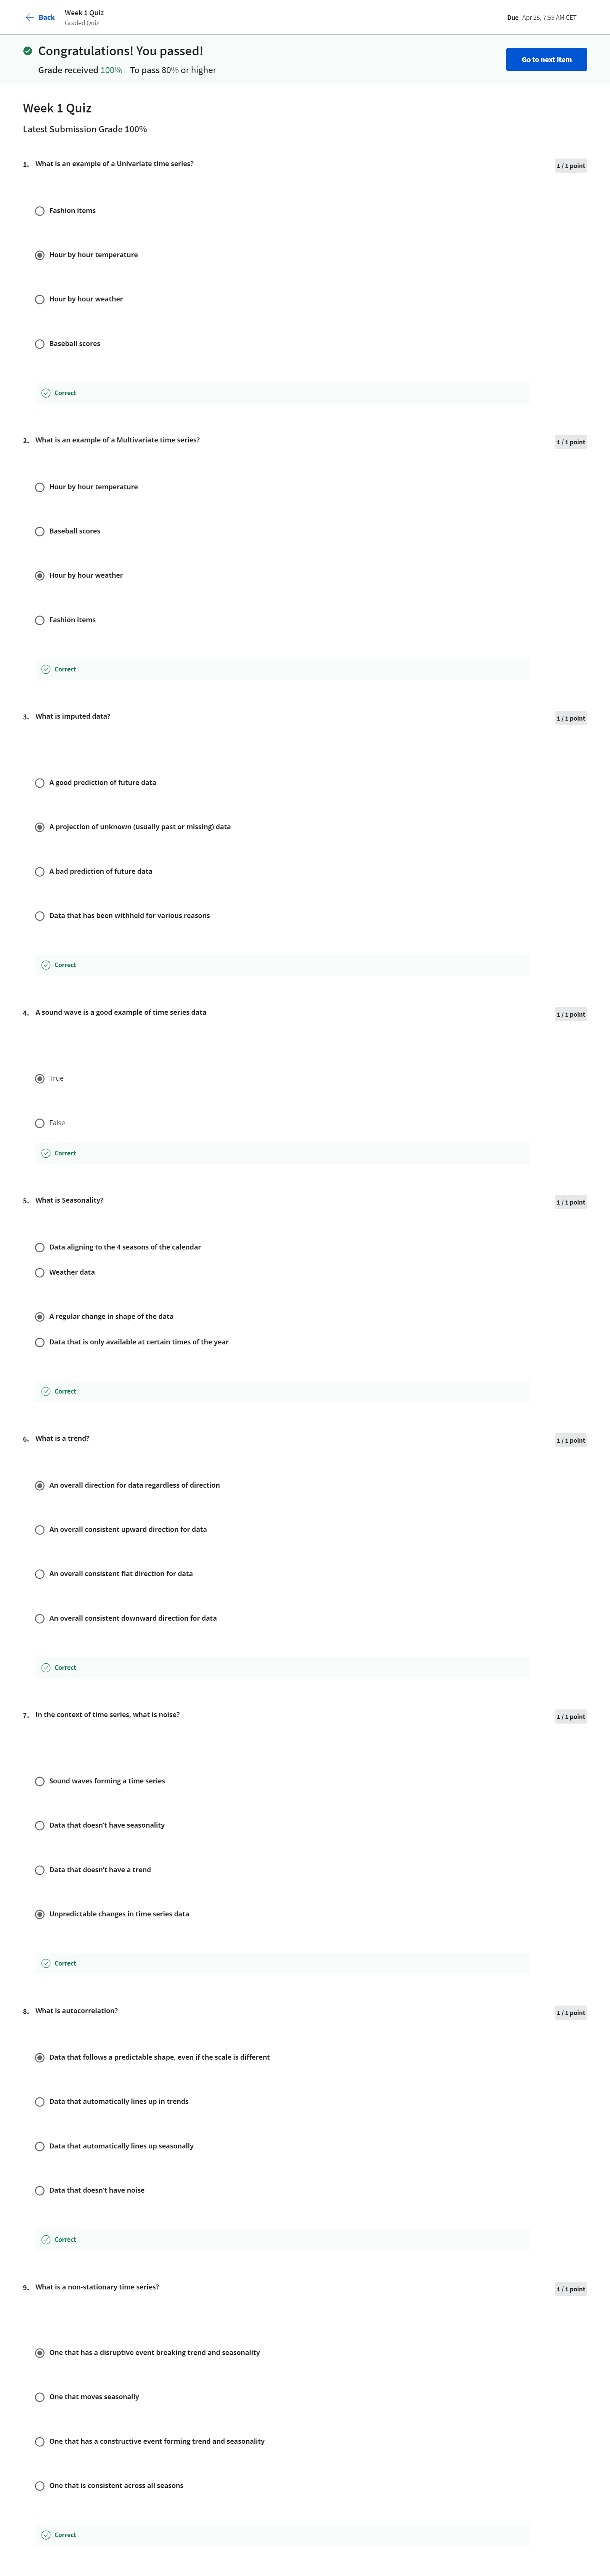 Back
Week 1 Quiz
Graded Quiz
Due Apr 25, 7:59 AM CET
Congratulations! You passed!
Grade received 100% To pass 80% or higher
Go to next item
Week 1 Quiz
Latest Submission Grade 100%
1. What is an example of a Univariate time series?
1 / 1 point
Fashion items
Hour by hour temperature
Hour by hour weather
Baseball scores
Correct
2. What is an example of a Multivariate time series?
1 / 1 point
Hour by hour temperature
Baseball scores
Hour by hour weather
Fashion items
Correct
3. What is imputed data?
1 / 1 point
A good prediction of future data
A projection of unknown (usually past or missing) data
A bad prediction of future data
Data that has been withheld for various reasons
Correct
4. A sound wave is a good example of time series data
1 / 1 point
True
False
Correct
5. What is Seasonality?
1 / 1 point
Data aligning to the 4 seasons of the calendar
Weather data
A regular change in shape of the data
Data that is only available at certain times of the year
Correct
6. What is a trend?
1 / 1 point
An overall direction for data regardless of direction
An overall consistent upward direction for data
An overall consistent flat direction for data
An overall consistent downward direction for data
Correct
7. In the context of time series, what is noise?
1 / 1 point
Sound waves forming a time series
Data that doesn't have seasonality
Data that doesn't have a trend
Unpredictable changes in time series data
Correct
8. What is autocorrelation?
1 / 1 point
Data that follows a predictable shape, even if the scale is different
Data that automatically lines up in trends
Data that automatically lines up seasonally
Data that doesn't have noise
Correct
9. What is a non-stationary time series?
1 / 1 point
One that has a disruptive event breaking trend and seasonality
One that moves seasonally
One that has a constructive event forming trend and seasonality
One that is consistent across all seasons
Correct